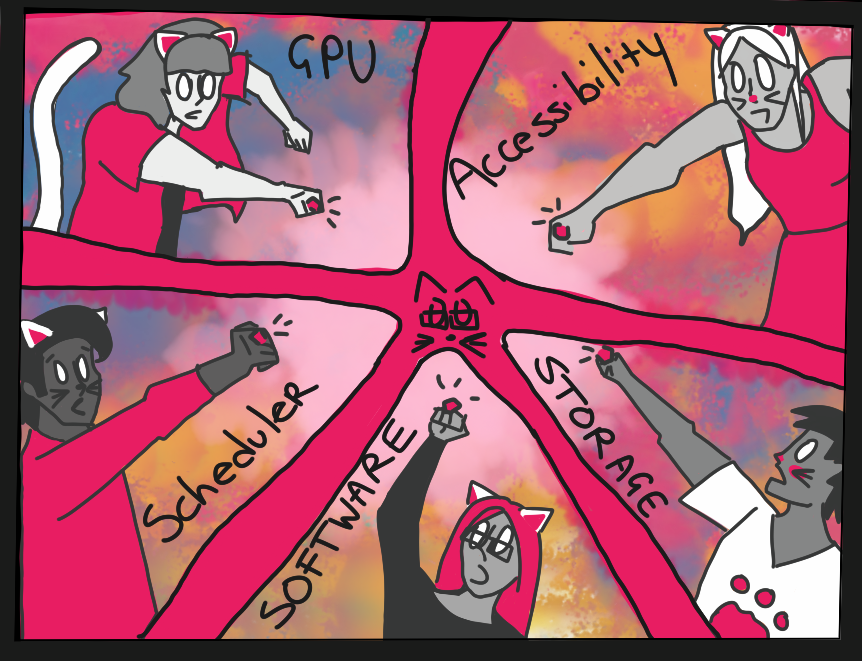 GPU
Accessibility
Scheduler
SOFTWARE
STORAGE